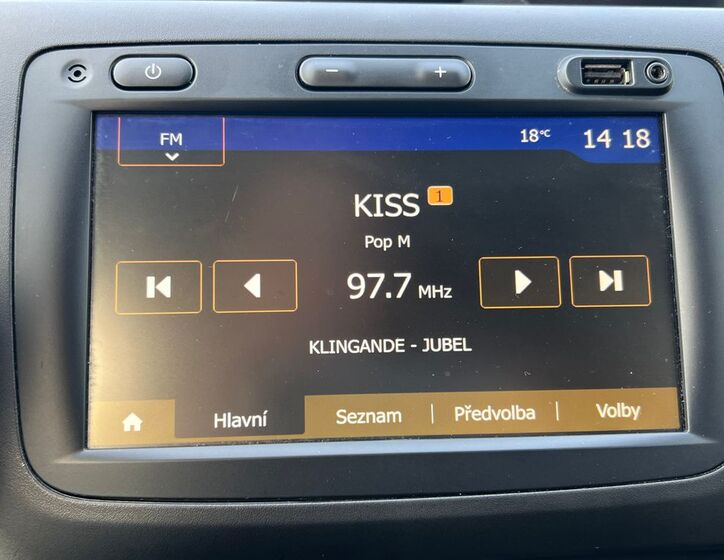 − +
FM 18°C 14 18
KISS 1
Pop M
97.7 MHz
KLINGANDE - JUBEL
Hlavní Seznam Předvolba Volby